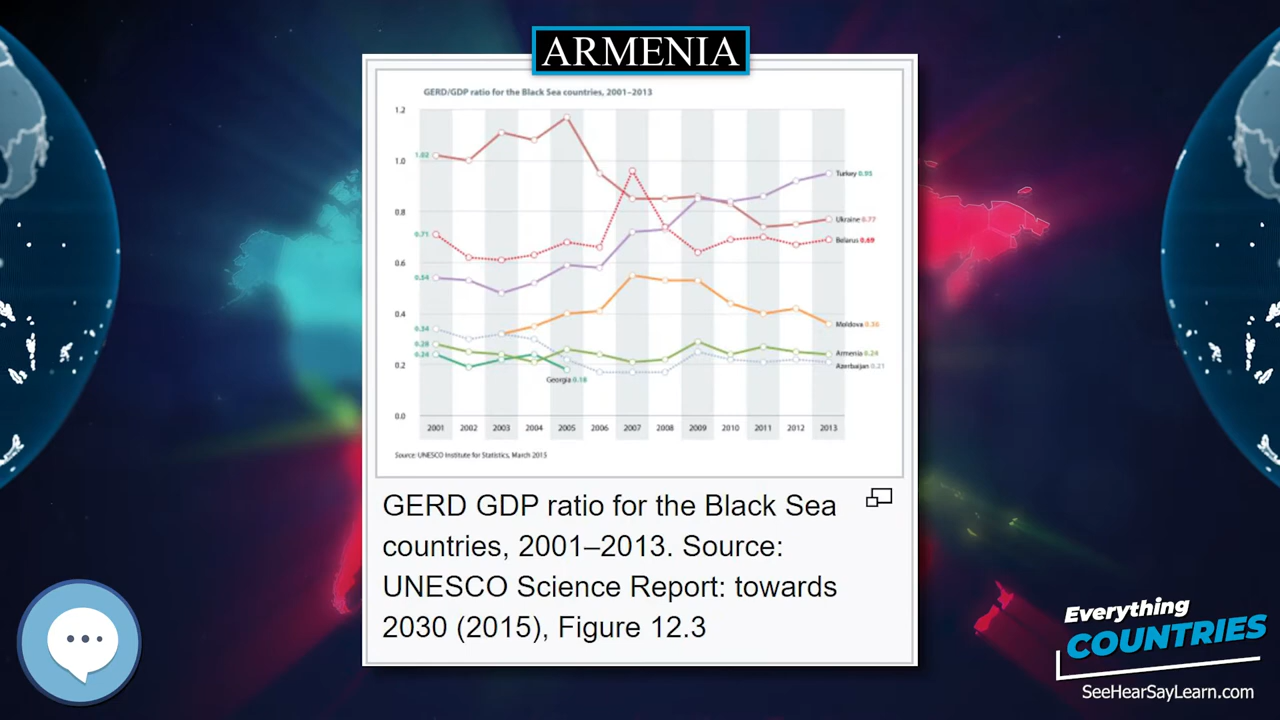 ARMENIA
GERD/GDP ratio for the Black Sea countries, 2001–2013
1.2
1.0
0.8
0.6
0.4
0.2
0.0
1.02
0.71
0.54
0.34
0.28
0.24
Turkey 0.95
Ukraine 0.77
Belarus 0.69
Moldova 0.36
Armenia 0.24
Azerbaijan 0.21
Georgia 0.18
2001 2002 2003 2004 2005 2006 2007 2008 2009 2010 2011 2012 2013
Source: UNESCO Institute for Statistics, March 2015
GERD GDP ratio for the Black Sea
countries, 2001–2013. Source:
UNESCO Science Report: towards
2030 (2015), Figure 12.3
Everything
COUNTRIES
SeeHearSayLearn.com